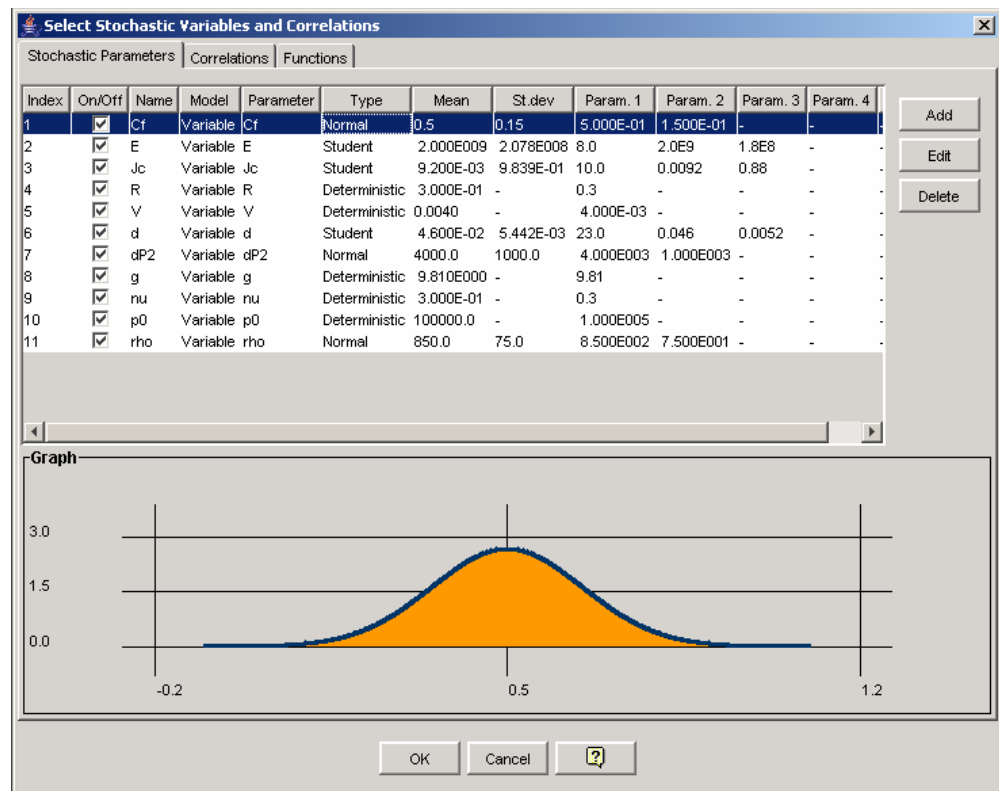 Select Stochastic Variables and Correlations
Stochastic Parameters Correlations Functions
Index On/Off Name Model Parameter Type Mean St.dev Param. 1 Param. 2 Param. 3 Param. 4
1 Cf Variable Cf Normal 0.5 0.15 5.000E-01 1.500E-01 - - -
2 E Variable E Student 2.000E009 2.078E008 8.0 2.0E9 1.8E8 - -
3 Jc Variable Jc Student 9.200E-03 9.839E-01 10.0 0.0092 0.88 - -
4 R Variable R Deterministic 3.000E-01 - 0.3 - - - -
5 V Variable V Deterministic 0.0040 - 4.000E-03 - - - -
6 d Variable d Student 4.600E-02 5.442E-03 23.0 0.046 0.0052 - -
7 dP2 Variable dP2 Normal 4000.0 1000.0 4.000E003 1.000E003 - - -
8 g Variable g Deterministic 9.810E000 - 9.81 - - - -
9 nu Variable nu Deterministic 3.000E-01 - 0.3 - - - -
10 p0 Variable p0 Deterministic 100000.0 - 1.000E005 - - - -
11 rho Variable rho Normal 850.0 75.0 8.500E002 7.500E001 - - -
Add
Edit
Delete
Graph
3.0
1.5
0.0
-0.2 0.5 1.2
OK Cancel ?